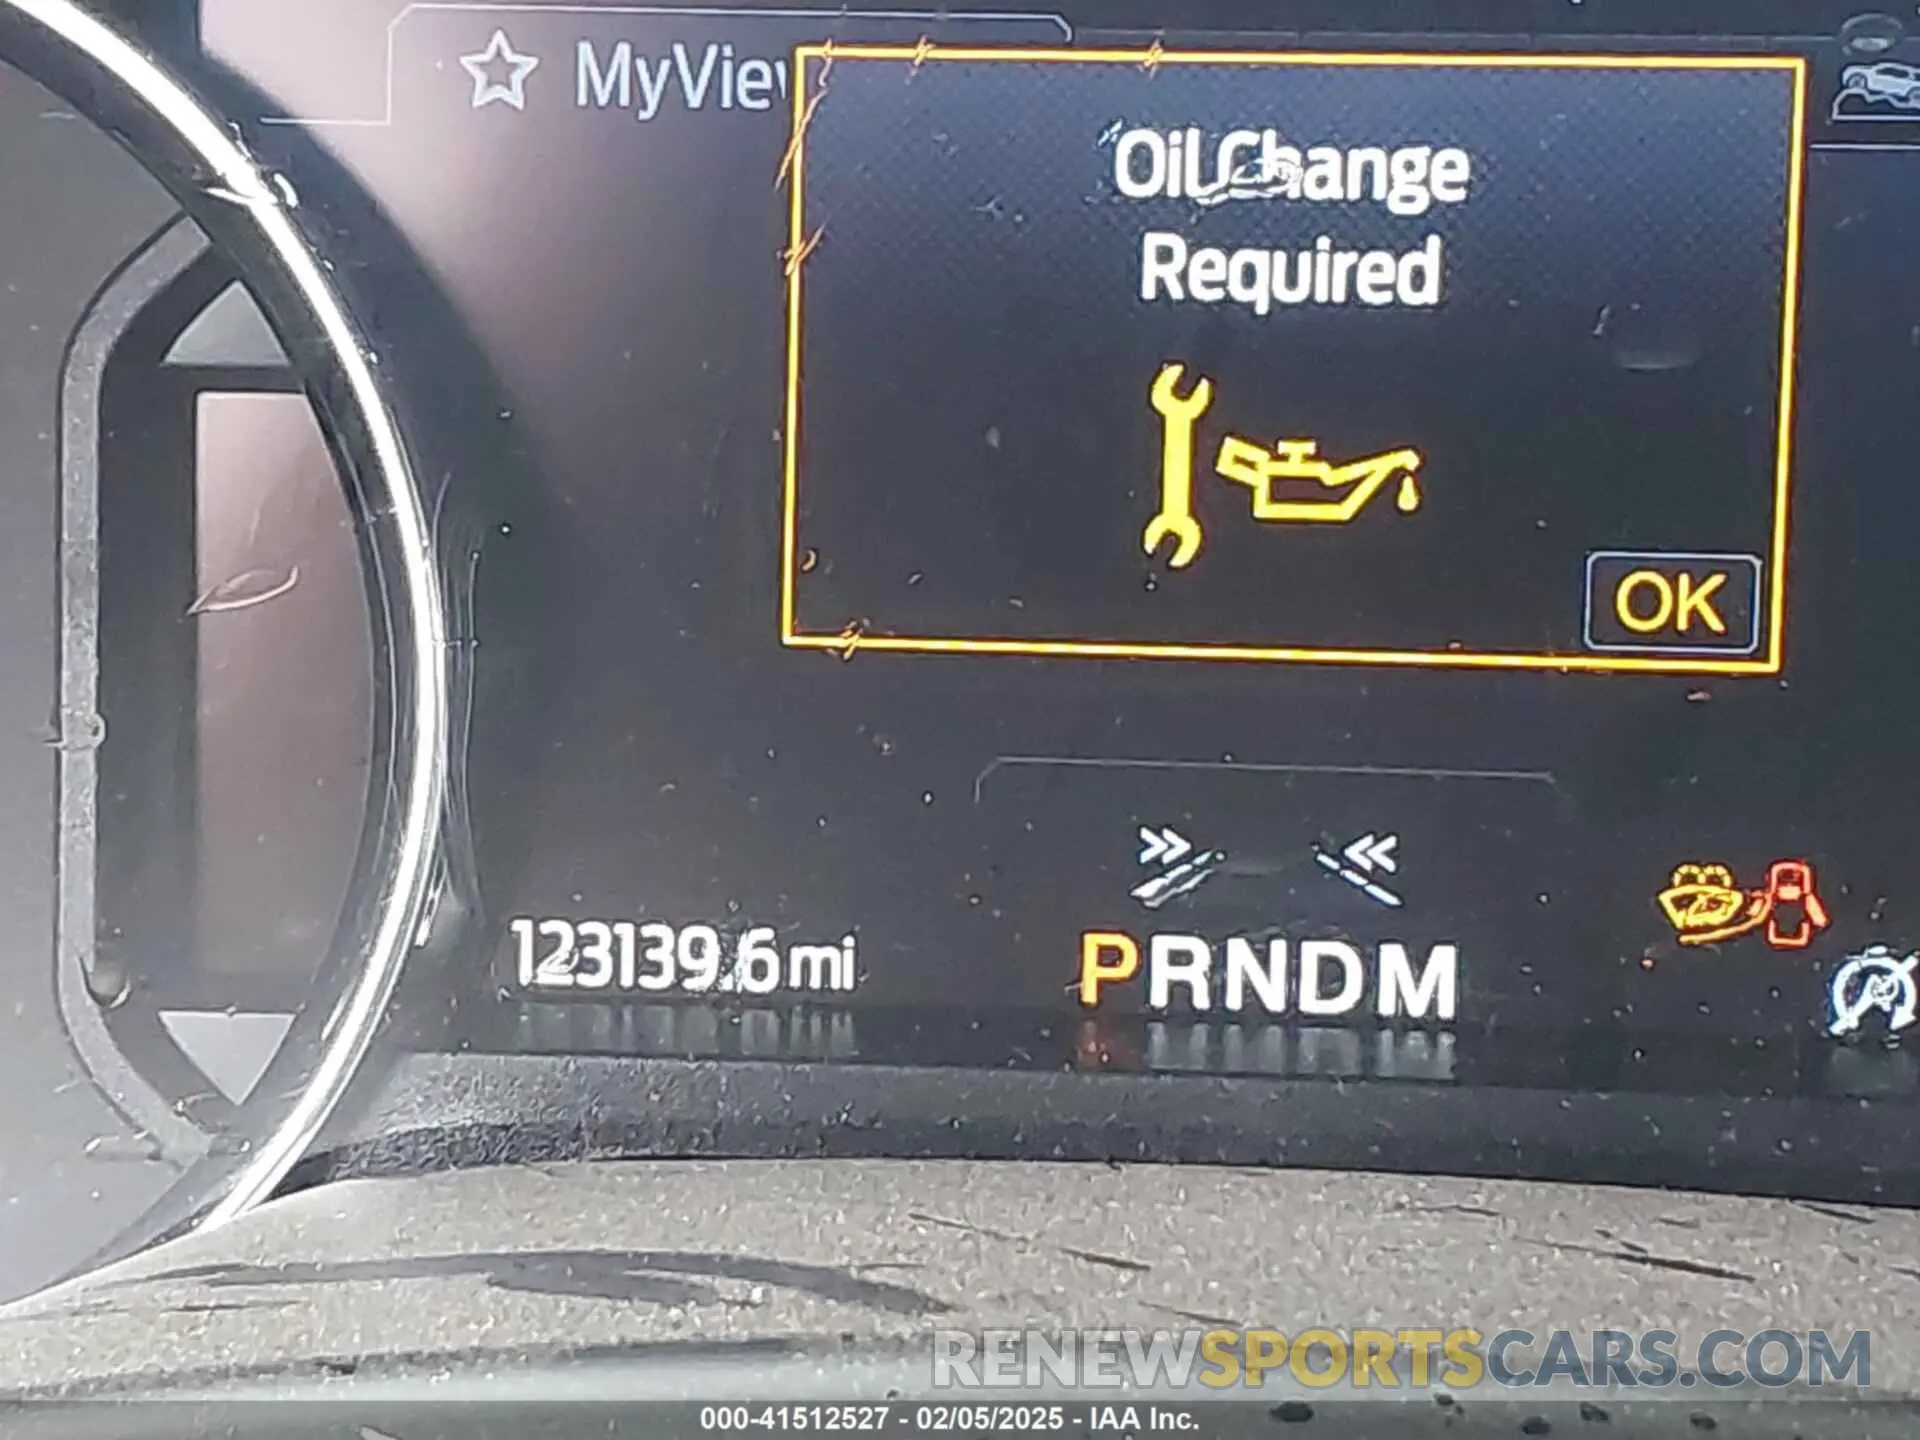 MyView
Oil Change
Required
OK
123139.6 mi
PRNDM
RENEWSPORTSCARS.COM
000-41512527 - 02/05/2025 - IAA Inc.